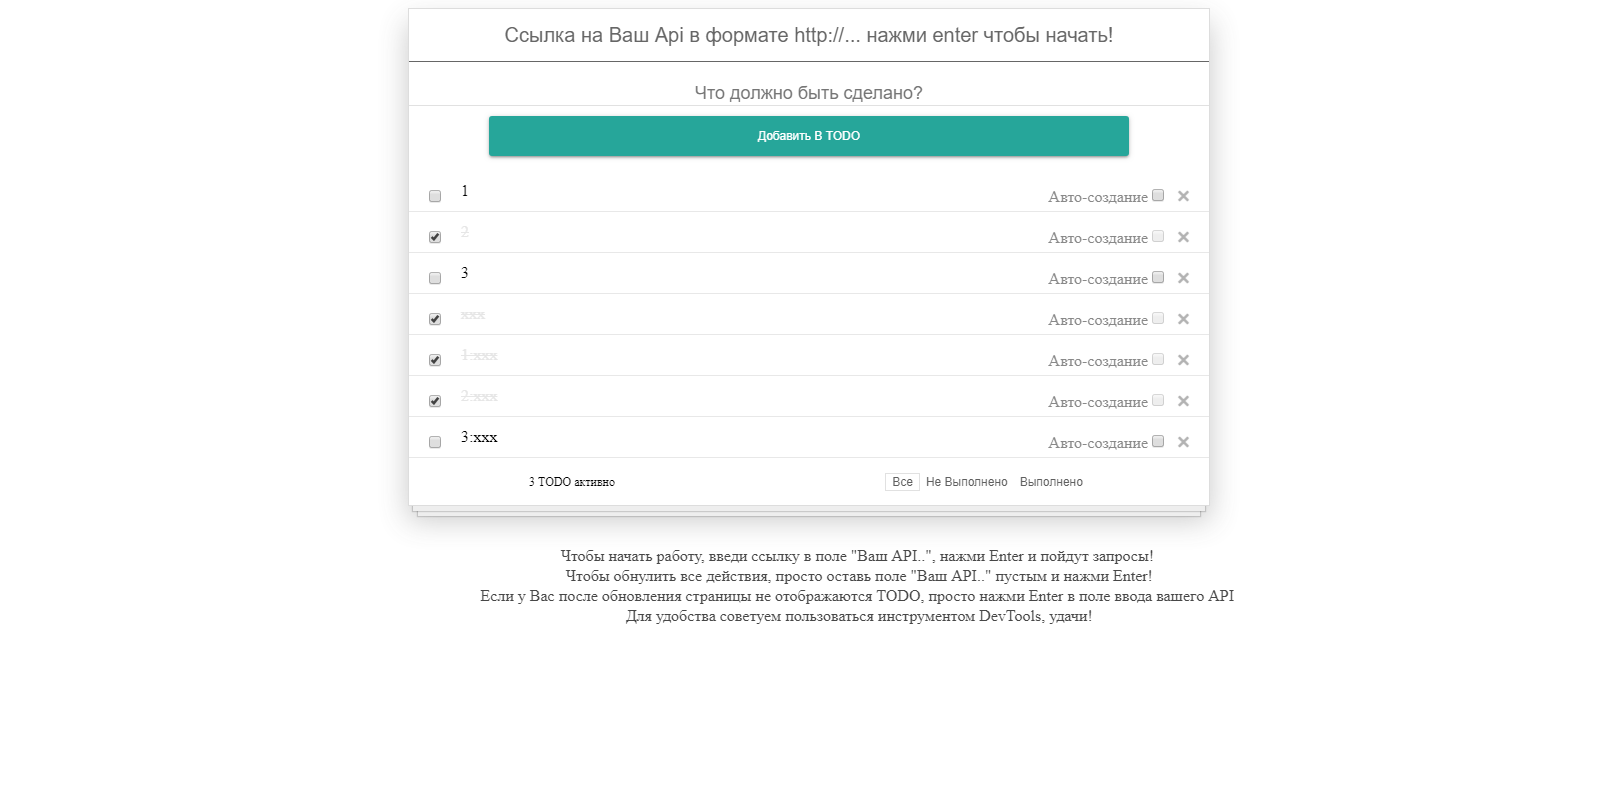 Ссылка на Ваш Api в формате http://... нажми enter чтобы начать!
Что должно быть сделано?
Добавить В TODO
1 Авто-создание ×
2 Авто-создание ×
3 Авто-создание ×
xxx Авто-создание ×
1:xxx Авто-создание ×
2:xxx Авто-создание ×
3:xxx Авто-создание ×
3 TODO активно Все Не Выполнено Выполнено
Чтобы начать работу, введи ссылку в поле "Ваш API..", нажми Enter и пойдут запросы!
Чтобы обнулить все действия, просто оставь поле "Ваш API.." пустым и нажми Enter!
Если у Вас после обновления страницы не отображаются TODO, просто нажми Enter в поле ввода вашего API
Для удобства советуем пользоваться инструментом DevTools, удачи!